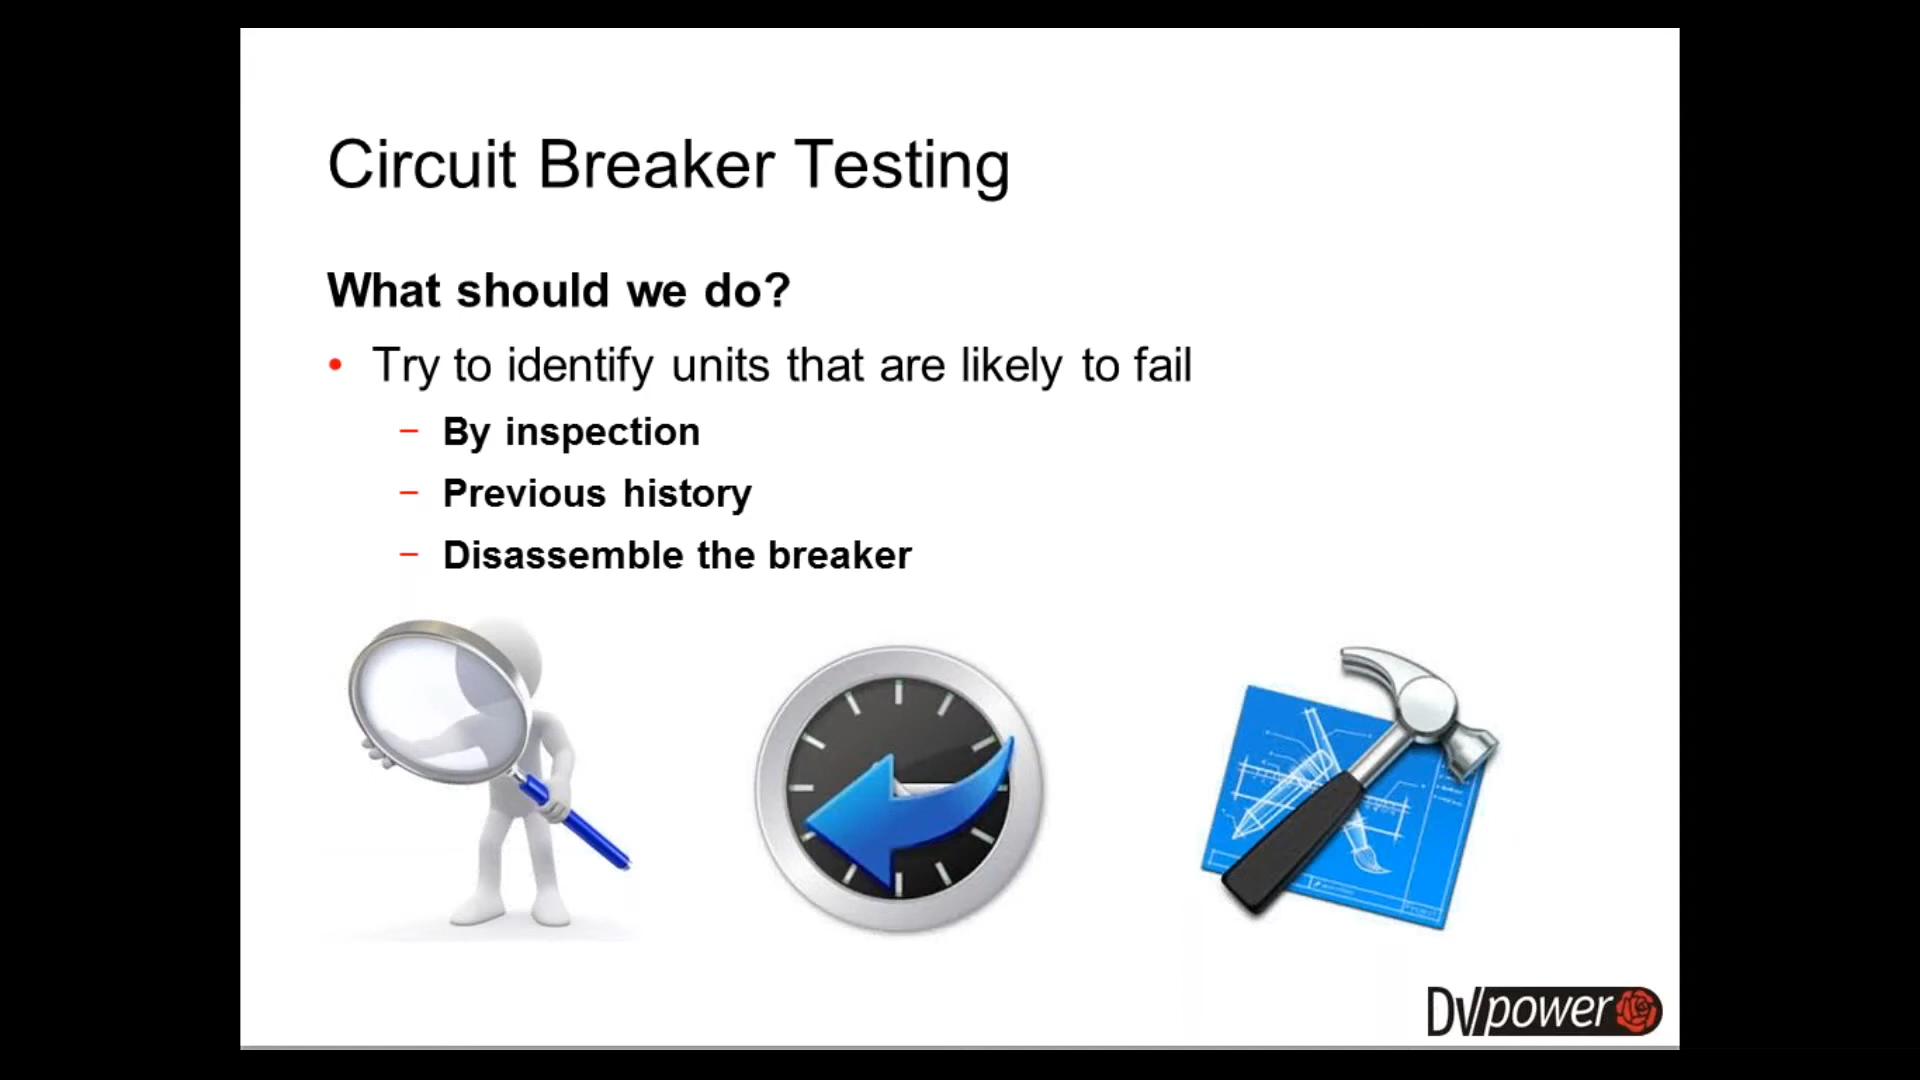 Circuit Breaker Testing
What should we do?
• Try to identify units that are likely to fail
– By inspection
– Previous history
– Disassemble the breaker
DV power